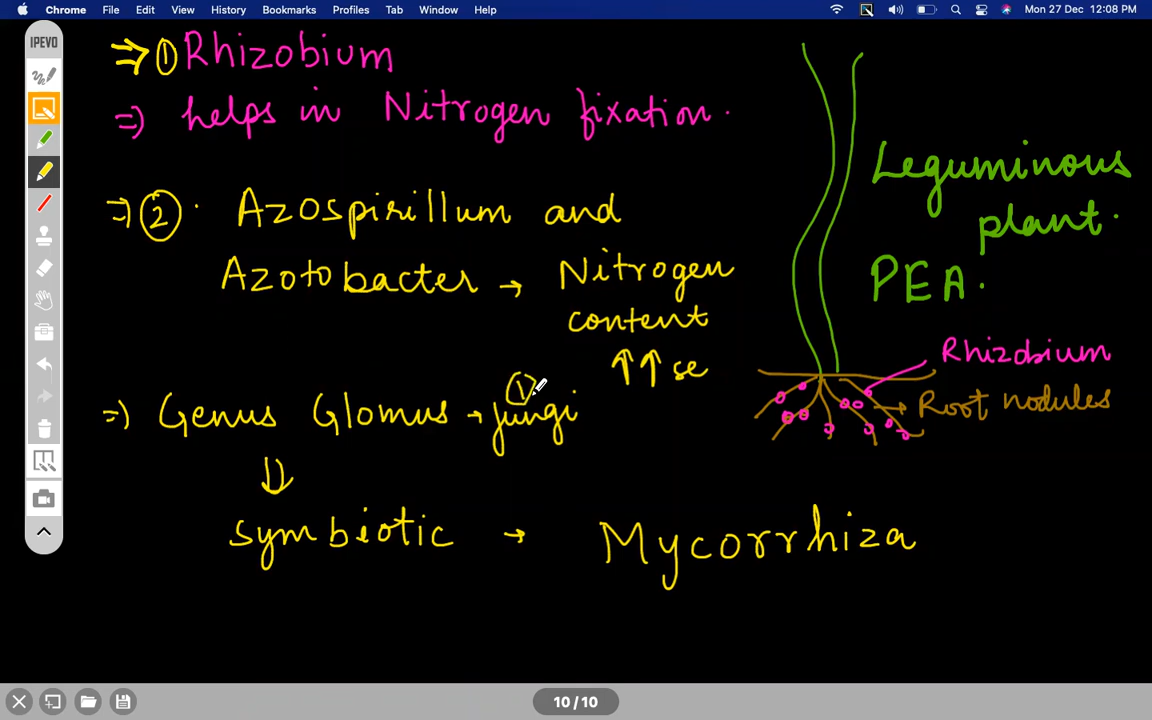 Chrome File Edit View History Bookmarks Profiles Tab Window Help Mon 27 Dec 12:08 PM
IPEVO
⇒ ① Rhizobium
⇒ helps in Nitrogen fixation.
⇒ ② . Azospirillum and
Azotobacter → Nitrogen
content
↑↑ se
⇒ Genus Glomus → fungi
①
⇓
symbiotic → Mycorrhiza
Leguminous
plant.
PEA.
Rhizobium
→ Root nodules
10 / 10